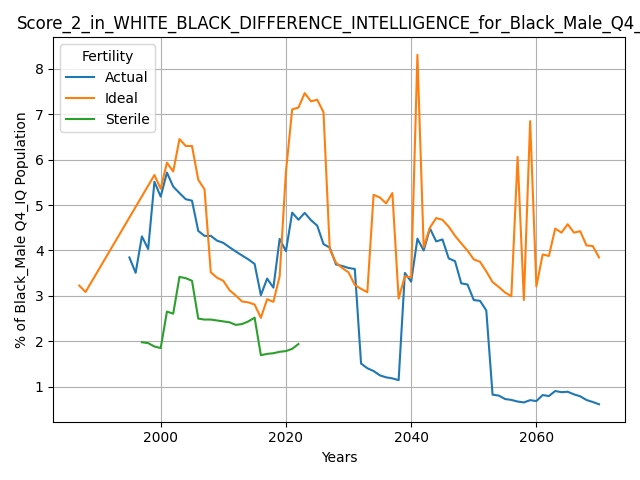 Score_2_in_WHITE_BLACK_DIFFERENCE_INTELLIGENCE_for_Black_Male_Q4_
Fertility
Actual
Ideal
Sterile
% of Black_Male Q4_IQ Population
8
7
6
5
4
3
2
1
2000 2020 2040 2060
Years